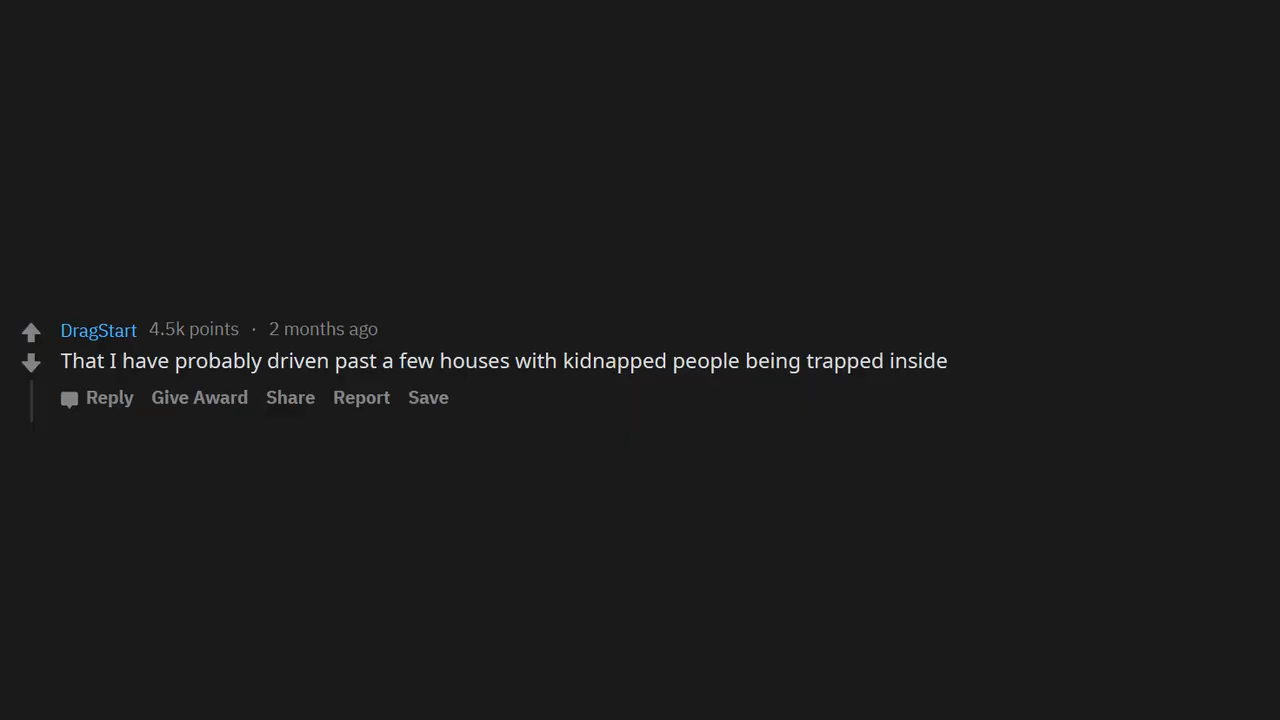 DragStart 4.5k points · 2 months ago
That I have probably driven past a few houses with kidnapped people being trapped inside
Reply Give Award Share Report Save